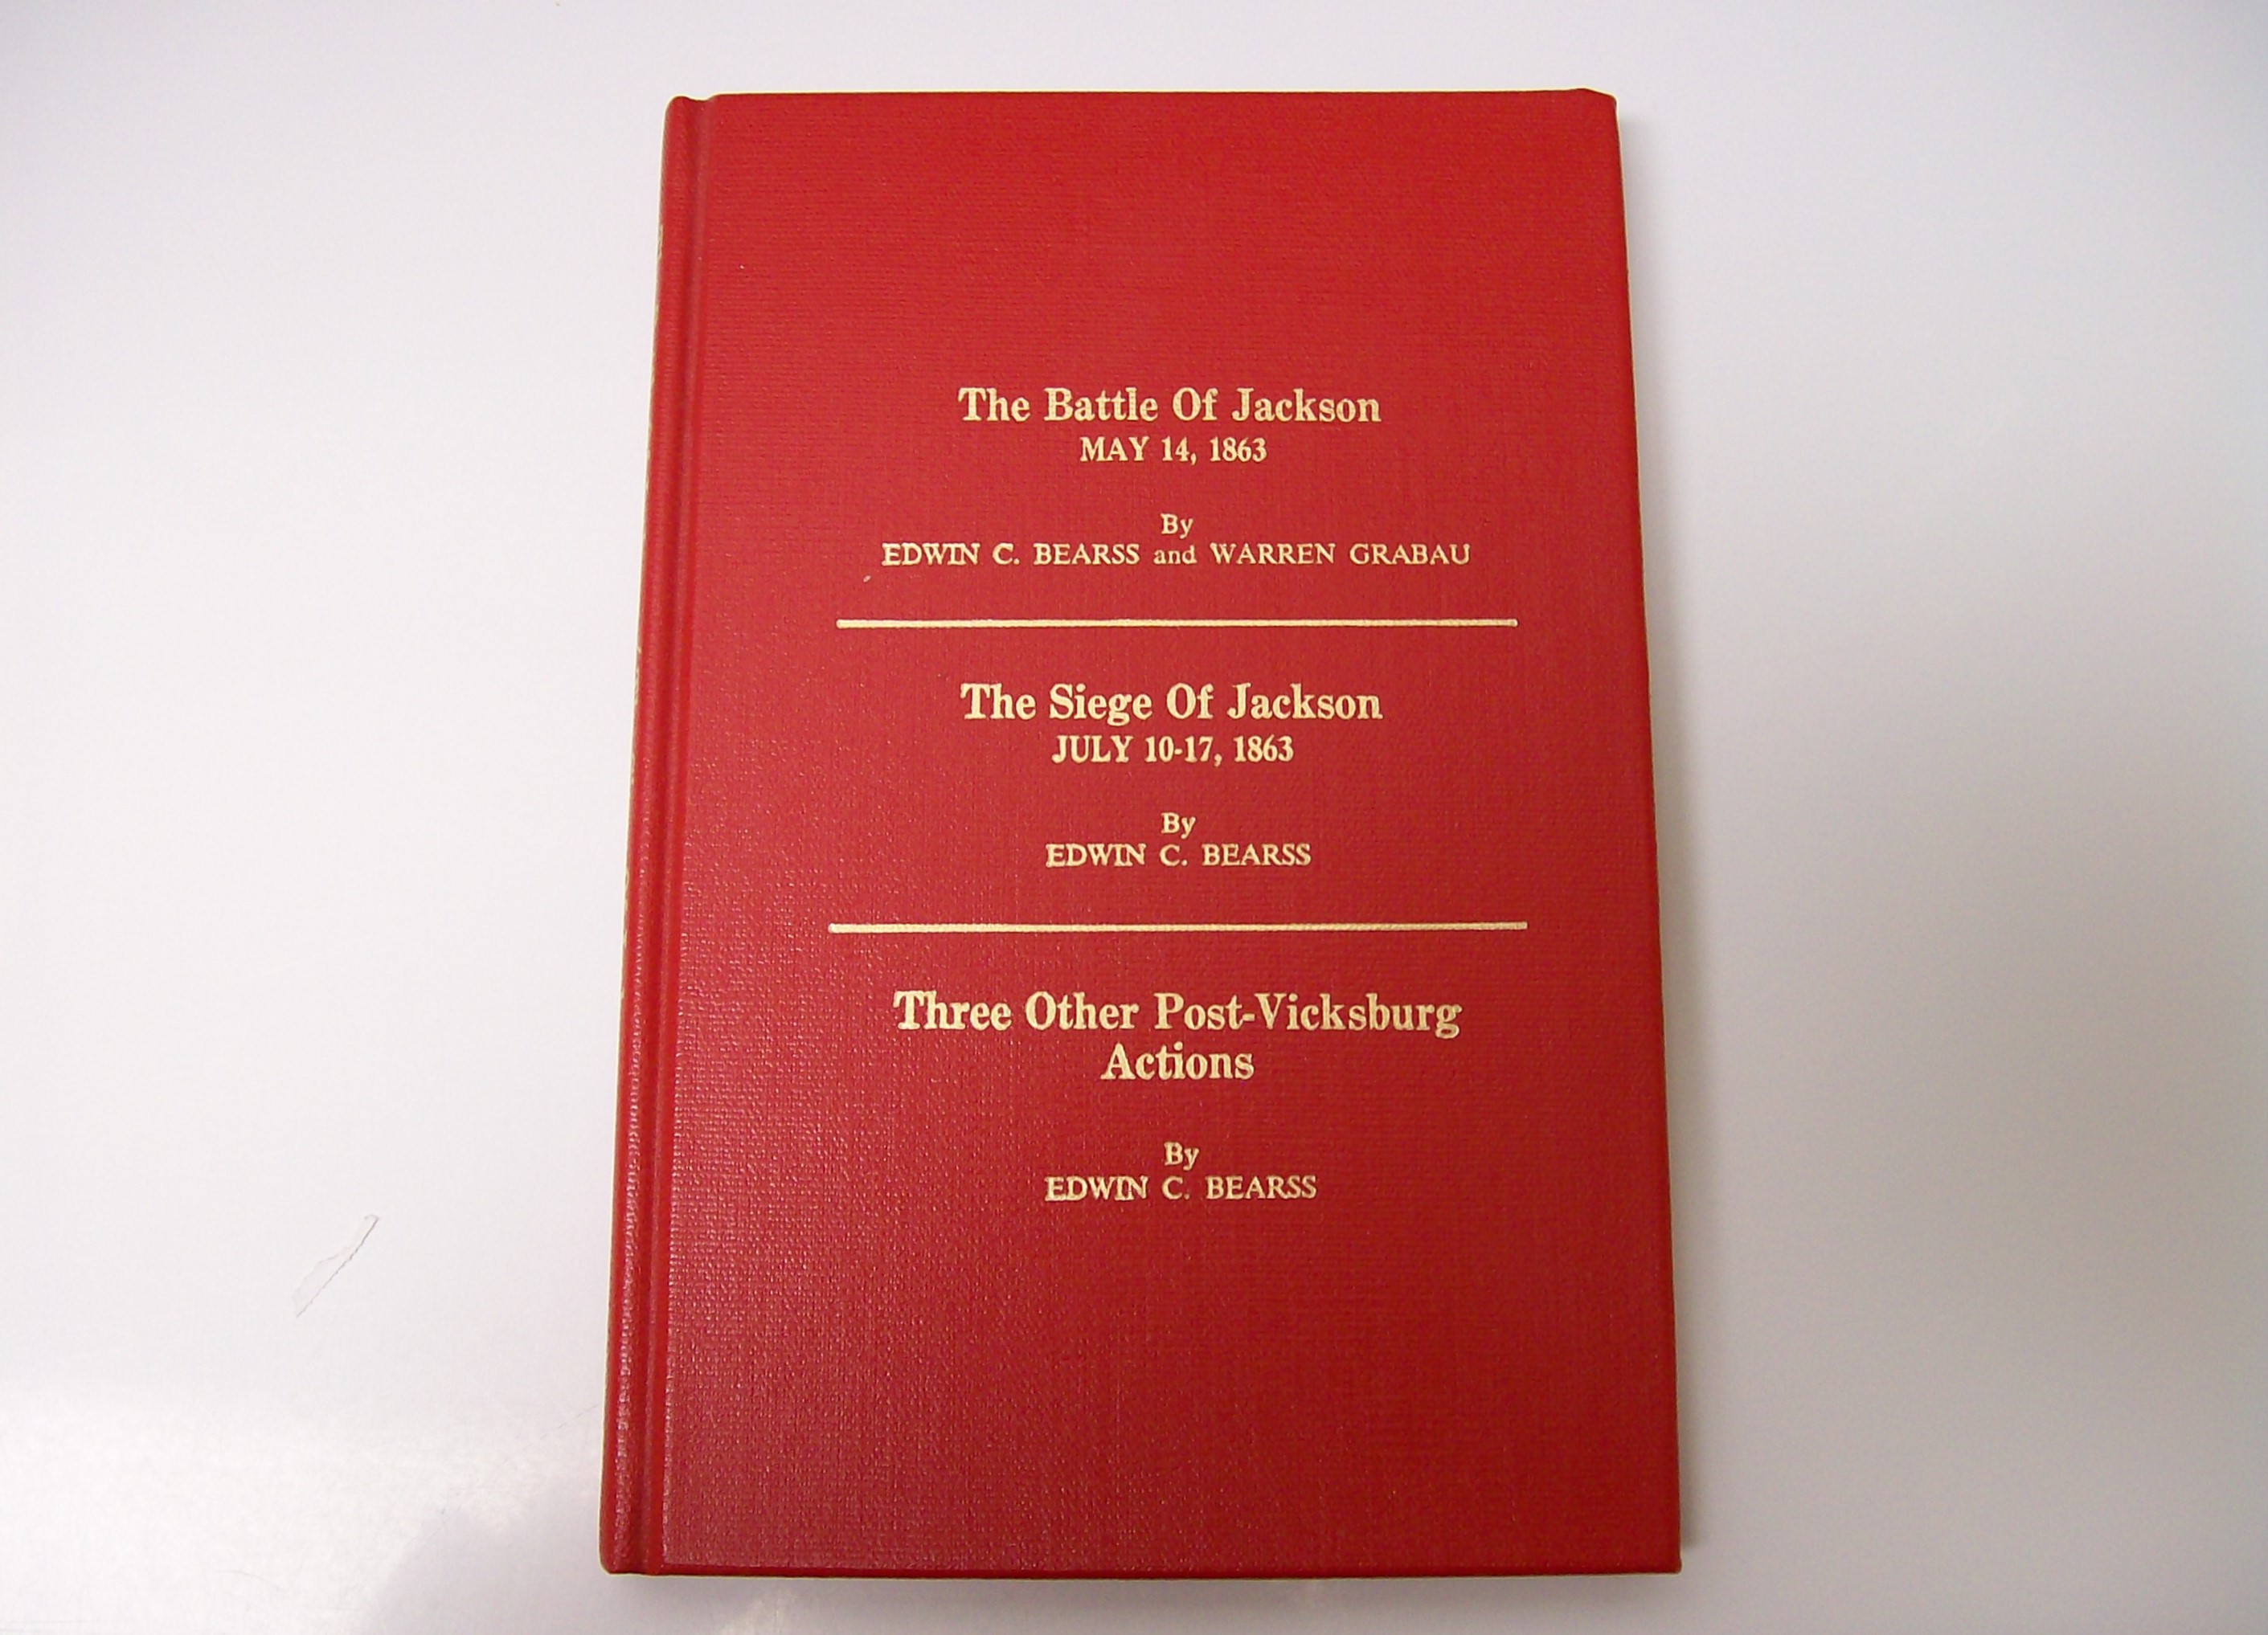 The Battle Of Jackson
MAY 14, 1863
By
EDWIN C. BEARSS and WARREN GRABAU
The Siege Of Jackson
JULY 10-17, 1863
By
EDWIN C. BEARSS
Three Other Post-Vicksburg
Actions
By
EDWIN C. BEARSS